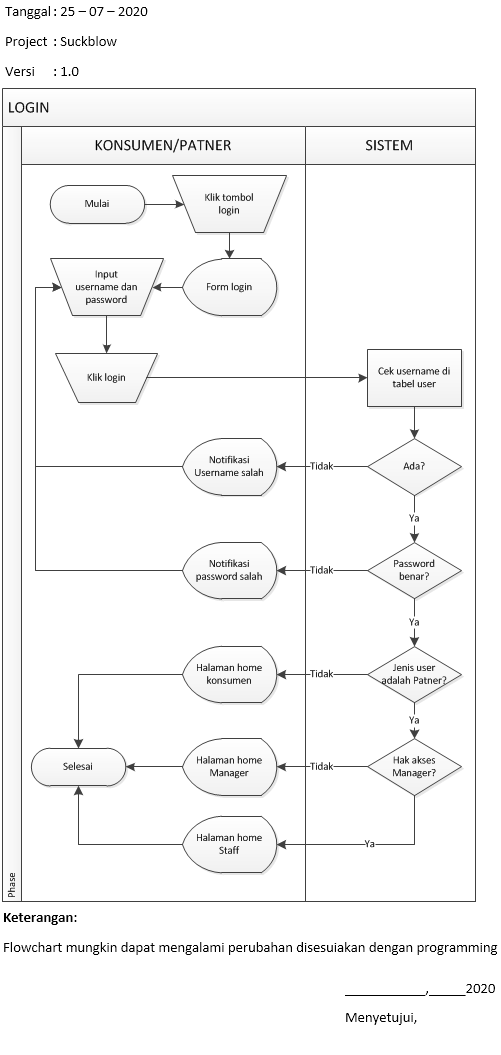 Tanggal : 25 – 07 – 2020
Project : Suckblow
Versi : 1.0
LOGIN
KONSUMEN/PATNER
SISTEM
Mulai
Klik tombol
login
Input
username dan
password
Form login
Klik login
Cek username di
tabel user
Notifikasi
Username salah
Tidak
Ada?
Ya
Notifikasi
password salah
Tidak
Password
benar?
Ya
Halaman home
konsumen
Tidak
Jenis user
adalah Patner?
Ya
Selesai
Halaman home
Manager
Tidak
Hak akses
Manager?
Halaman home
Staff
Ya
Phase
Keterangan:
Flowchart mungkin dapat mengalami perubahan disesuiakan dengan programming
___________,_____2020
Menyetujui,